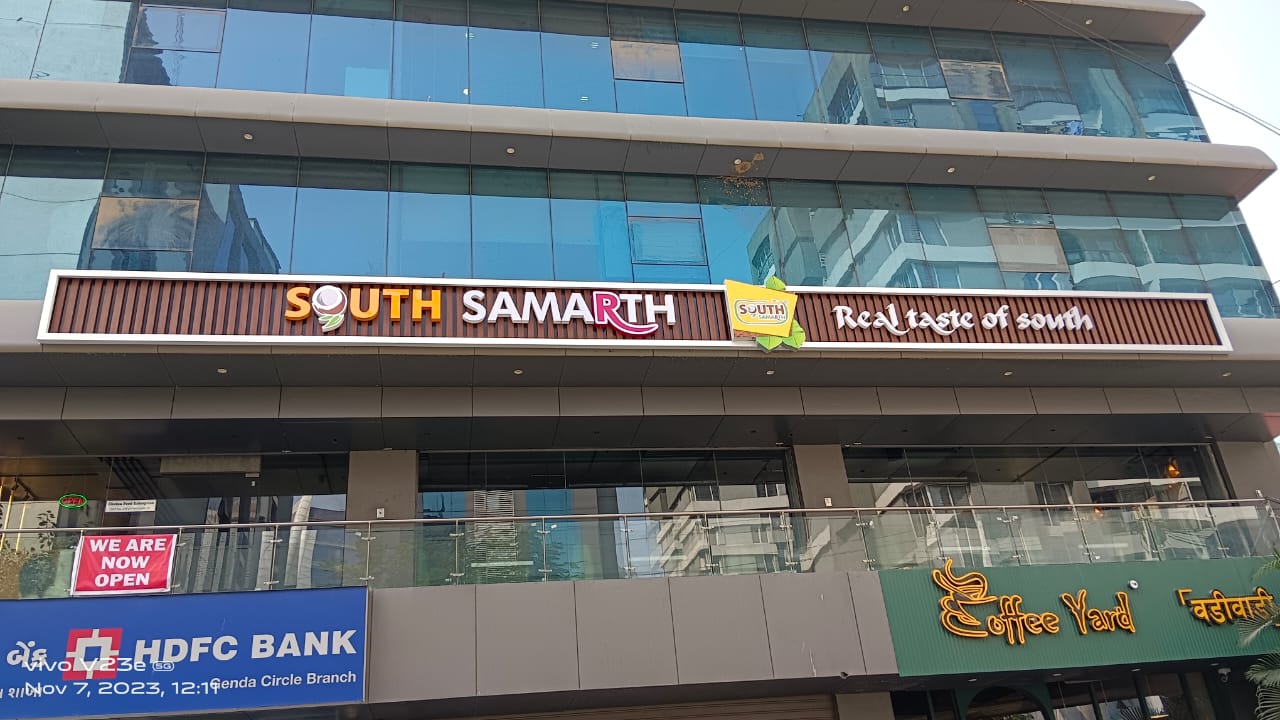 SOUTH SAMARTH
SOUTH
SAMARTH
Real taste of south
OPEN
WE ARE
NOW
OPEN
બેંક
HDFC BANK
Genda Circle Branch
શાખા
Coffee Yard
वडीवाडी
vivo V23e 5G
Nov 7, 2023, 12:11